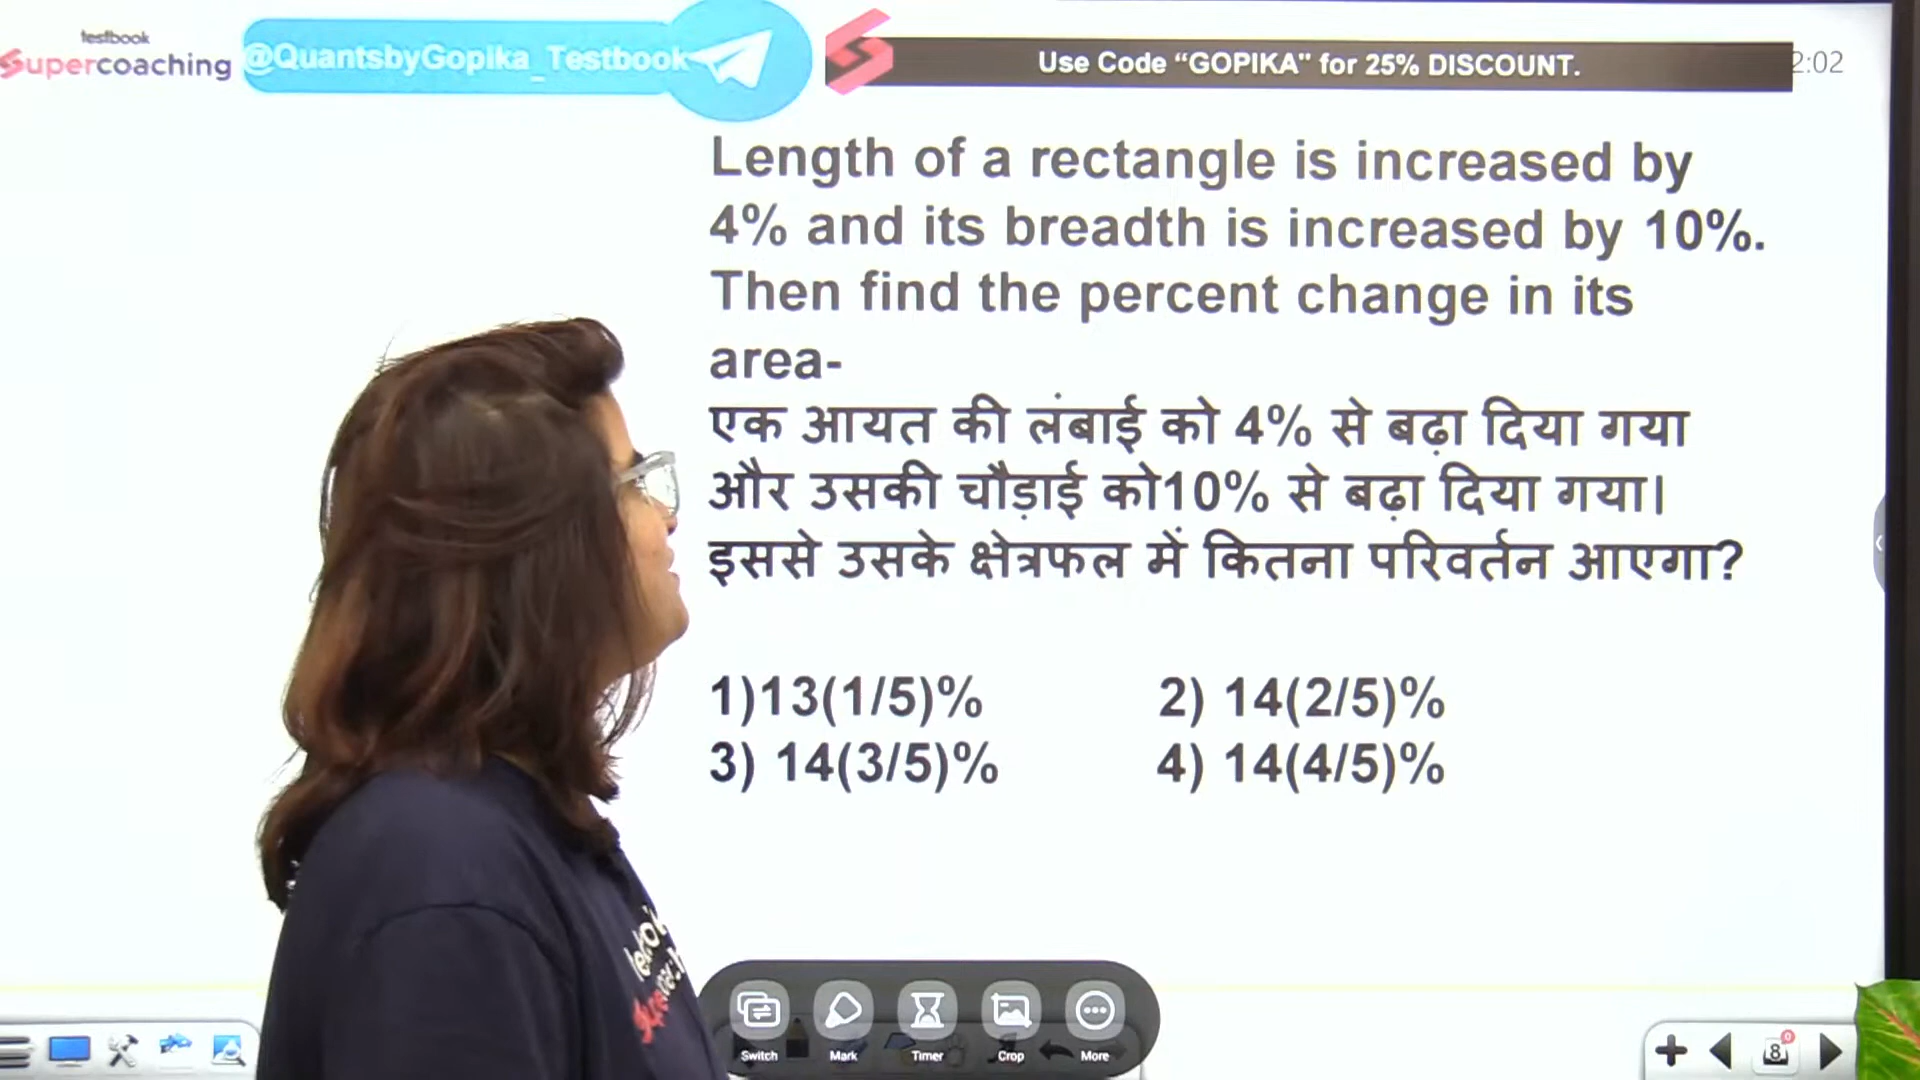 testbook
Supercoaching
@QuantsbyGopika_Testbook
Use Code “GOPIKA” for 25% DISCOUNT.
2:02
Length of a rectangle is increased by
4% and its breadth is increased by 10%.
Then find the percent change in its
area-
एक आयत की लंबाई को 4% से बढ़ा दिया गया
और उसकी चौड़ाई को10% से बढ़ा दिया गया।
इससे उसके क्षेत्रफल में कितना परिवर्तन आएगा?
1)13(1/5)% 2) 14(2/5)%
3) 14(3/5)% 4) 14(4/5)%
Switch Mark Timer Crop More
8
0